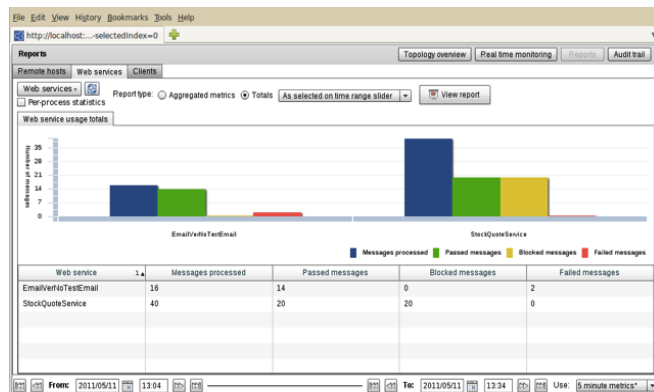 File Edit View History Bookmarks Tools Help
http://localhost:...-selectedIndex=0
Reports Topology overview Real time monitoring Reports Audit trail
Remote hosts Web services Clients
Web services Report type: Aggregated metrics Totals As selected on time range slider View report
Per-process statistics
Web service usage totals
Number of messages
35
28
21
14
7
0
EmailVerNoTestEmail StockQuoteService
Messages processed Passed messages Blocked messages Failed messages
Web service 1 Messages processed Passed messages Blocked messages Failed messages
EmailVerNoTestEmail 16 14 0 2
StockQuoteService 40 20 20 0
From: 2011/05/11 13:04 To: 2011/05/11 13:34 Use: 5 minute metrics*